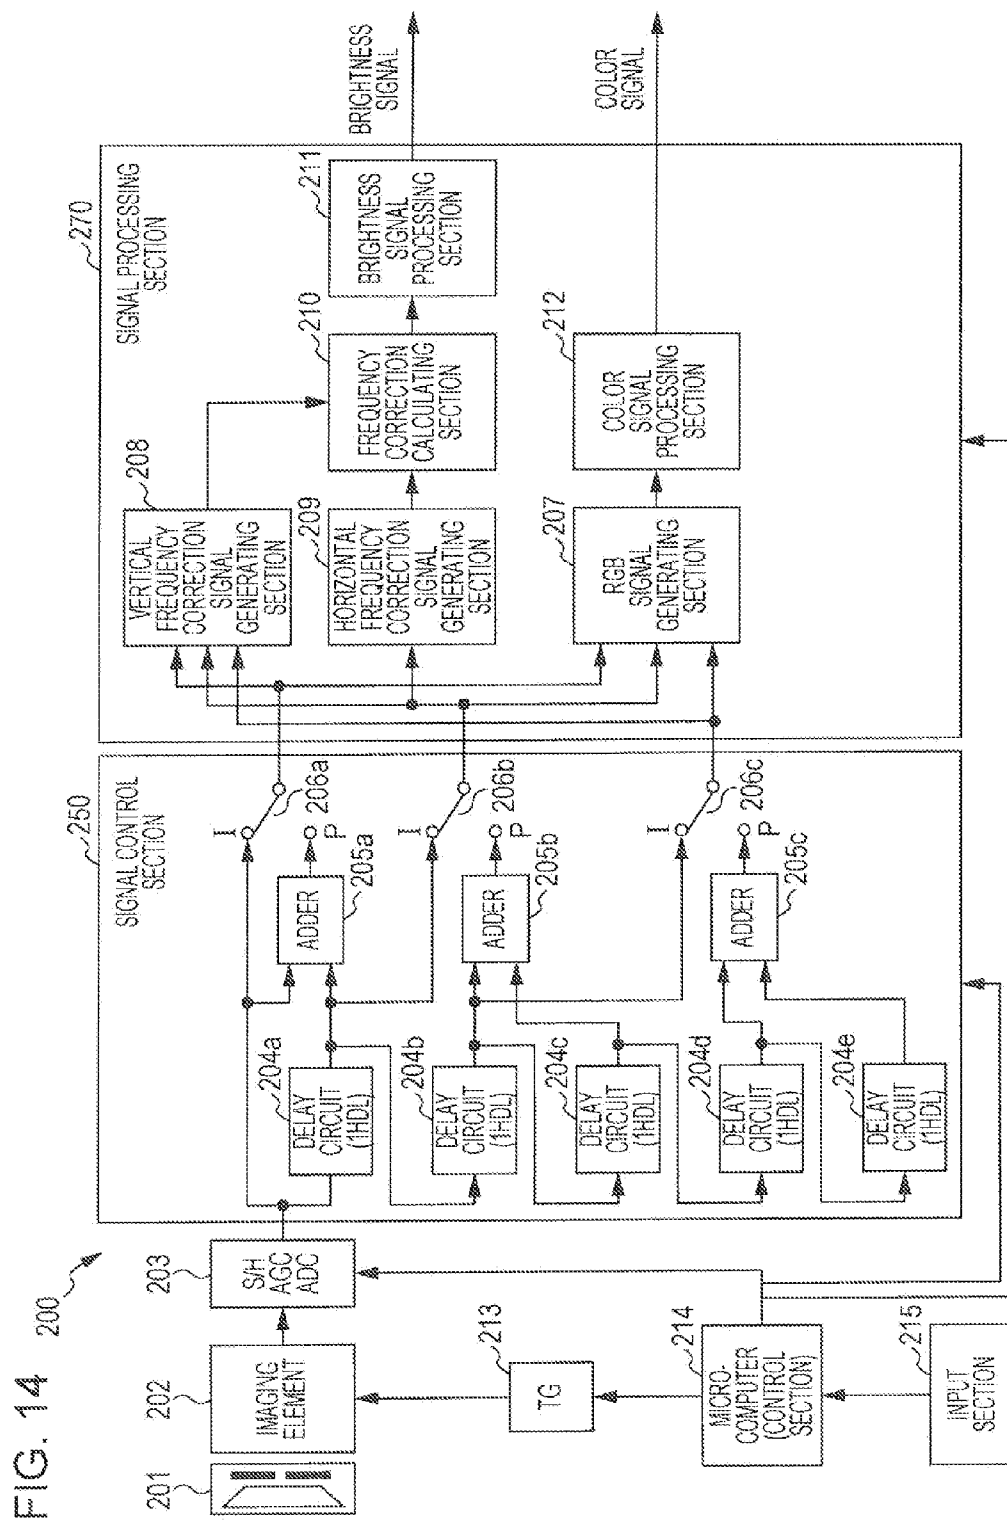 FIG. 14
200
201
202
IMAGING
ELEMENT
203
S/H
AGC
ADC
213
TG
214
MICRO-
COMPUTER
(CONTROL
SECTION)
215
INPUT
SECTION
250
SIGNAL CONTROL
SECTION
204a
DELAY
CIRCUIT
(1HDL)
204b
DELAY
CIRCUIT
(1HDL)
204c
DELAY
CIRCUIT
(1HDL)
204d
DELAY
CIRCUIT
(1HDL)
204e
DELAY
CIRCUIT
(1HDL)
ADDER
205a
ADDER
205b
ADDER
205c
I
P
206a
I
P
206b
I
P
206c
270
SIGNAL PROCESSING
SECTION
208
VERTICAL
FREQUENCY
CORRECTION
SIGNAL
GENERATING
SECTION
209
HORIZONTAL
FREQUENCY
CORRECTION
SIGNAL
GENERATING
SECTION
207
RGB
SIGNAL
GENERATING
SECTION
210
FREQUENCY
CORRECTION
CALCULATING
SECTION
211
BRIGHTNESS
SIGNAL
PROCESSING
SECTION
212
COLOR
SIGNAL
PROCESSING
SECTION
BRIGHTNESS
SIGNAL
COLOR
SIGNAL